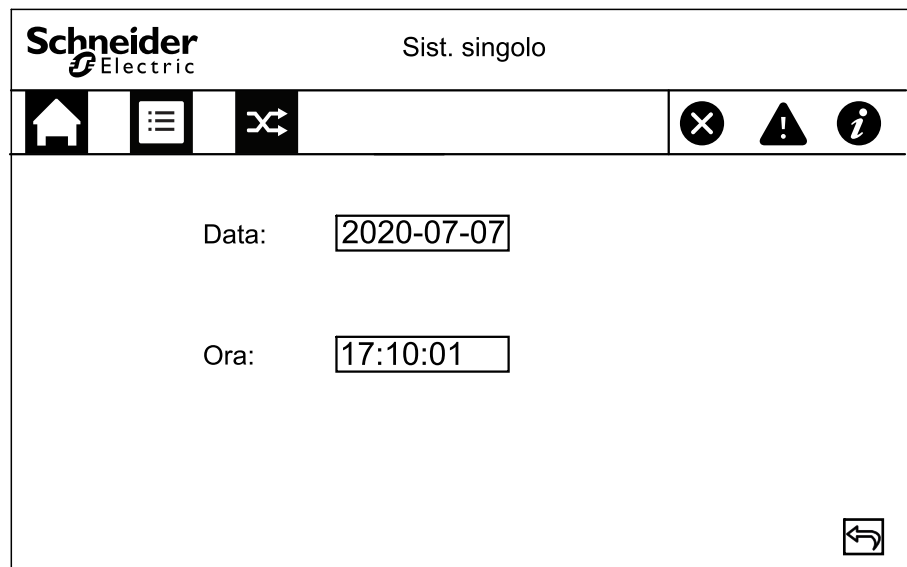 Schneider
Electric
Sist. singolo
Data: 2020-07-07
Ora: 17:10:01